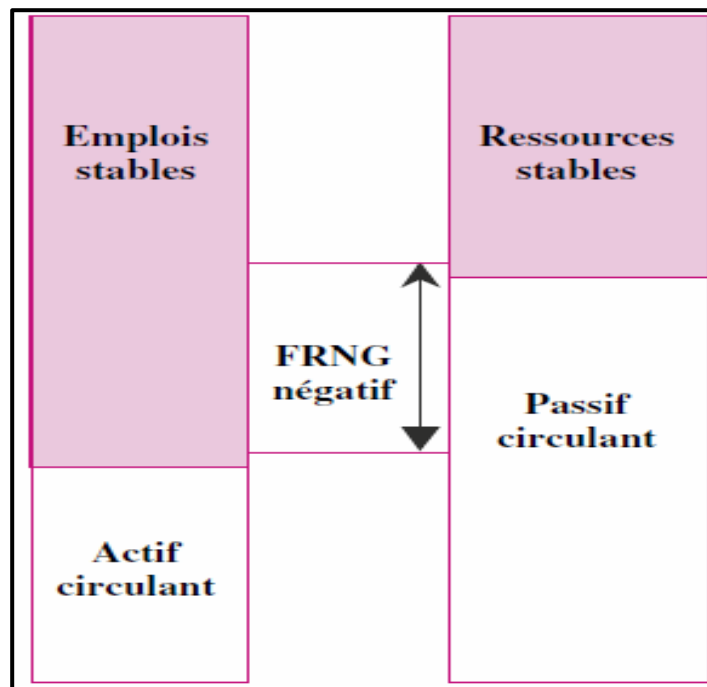 Emplois
stables
Ressources
stables
FRNG
négatif
Passif
circulant
Actif
circulant